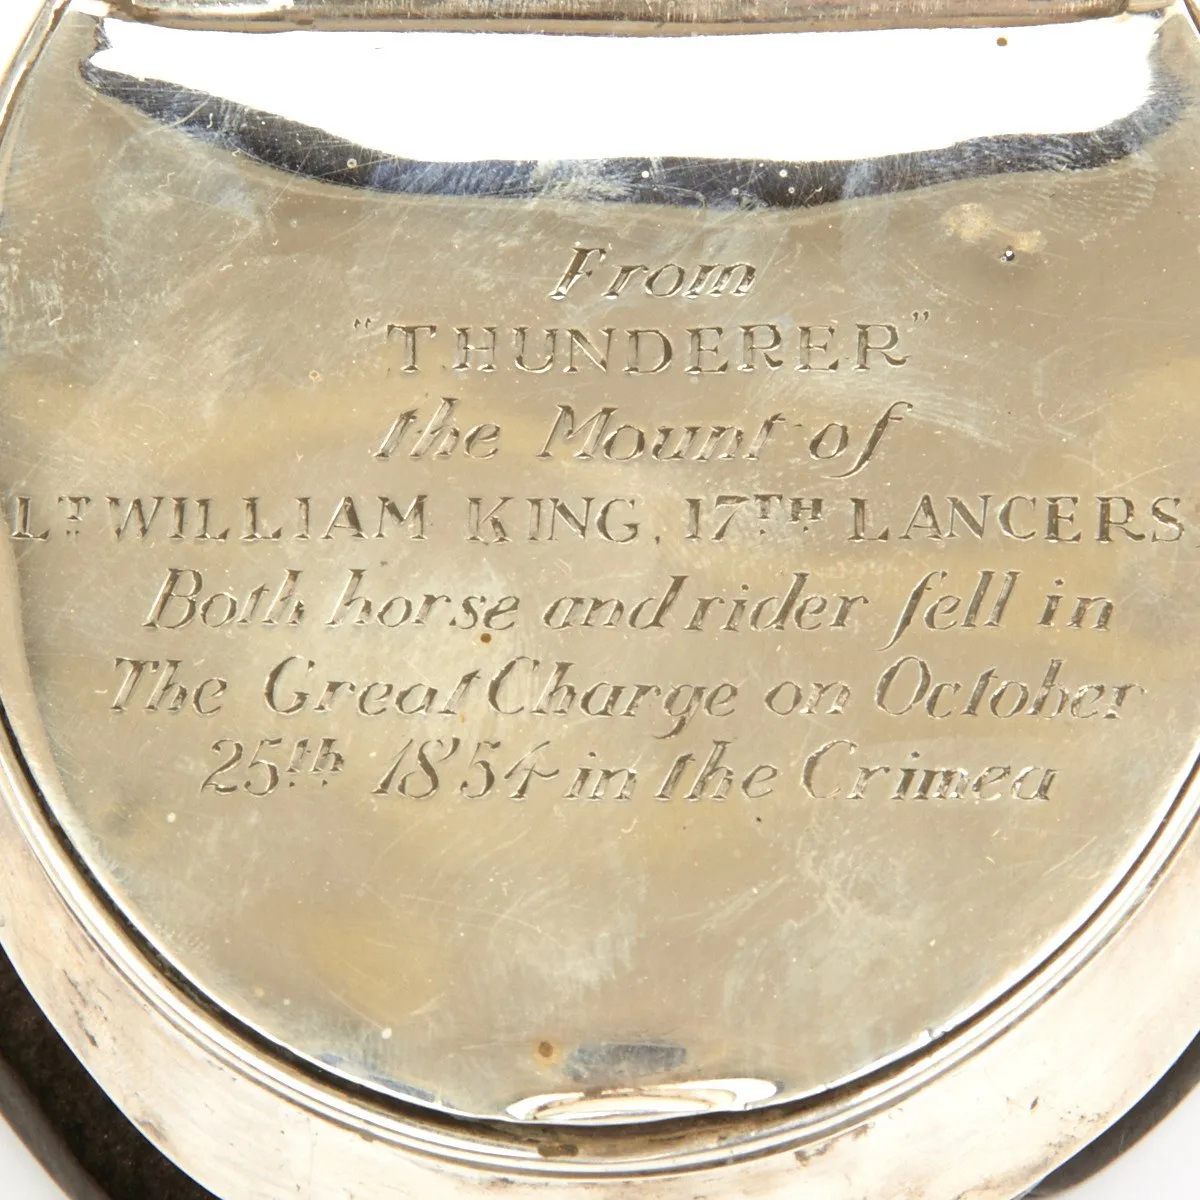 From
"THUNDERER"
the Mount of
LT WILLIAM KING, 17TH LANCERS.
Both horse and rider fell in
The Great Charge on October
25th 1854 in the Crimea